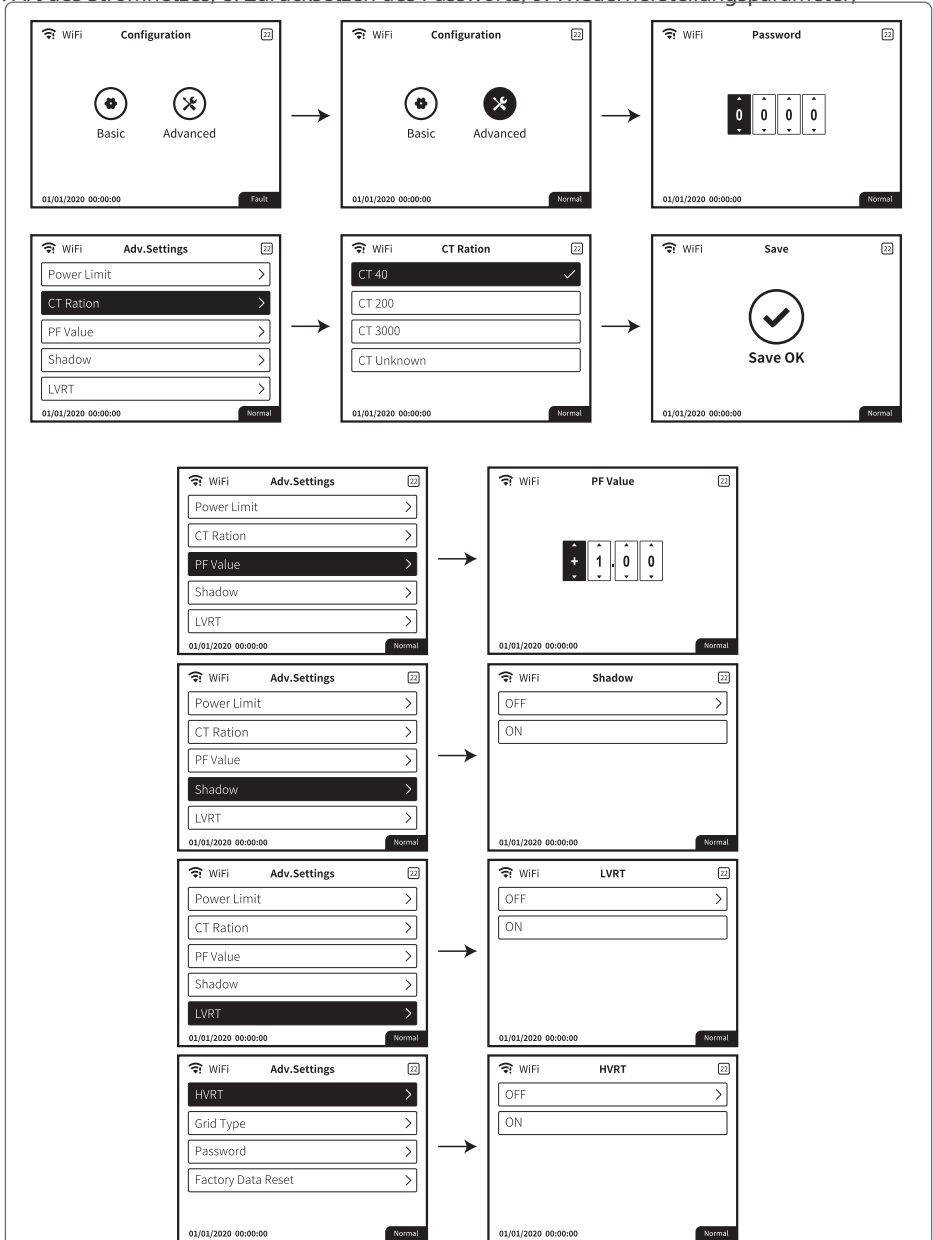 Art des Stromnetzes, 8. Zurücksetzen des Passworts, 9. Wiederherstellungsparameter,
WiFi Configuration 22
Basic Advanced
01/01/2020 00:00:00 Fault
WiFi Configuration 22
Basic Advanced
01/01/2020 00:00:00 Normal
WiFi Password 22
0 0 0 0
01/01/2020 00:00:00 Normal
WiFi Adv.Settings 22
Power Limit
CT Ration
PF Value
Shadow
LVRT
01/01/2020 00:00:00 Normal
WiFi CT Ration 22
CT 40
CT 200
CT 3000
CT Unknown
01/01/2020 00:00:00 Normal
WiFi Save 22
Save OK
01/01/2020 00:00:00 Normal
WiFi Adv.Settings 22
Power Limit
CT Ration
PF Value
Shadow
LVRT
01/01/2020 00:00:00 Normal
WiFi PF Value 22
+ 1 . 0 0
01/01/2020 00:00:00 Normal
WiFi Adv.Settings 22
Power Limit
CT Ration
PF Value
Shadow
LVRT
01/01/2020 00:00:00 Normal
WiFi Shadow 22
OFF
ON
01/01/2020 00:00:00 Normal
WiFi Adv.Settings 22
Power Limit
CT Ration
PF Value
Shadow
LVRT
01/01/2020 00:00:00 Normal
WiFi LVRT 22
OFF
ON
01/01/2020 00:00:00 Normal
WiFi Adv.Settings 22
HVRT
Grid Type
Password
Factory Data Reset
01/01/2020 00:00:00 Normal
WiFi HVRT 22
OFF
ON
01/01/2020 00:00:00 Normal